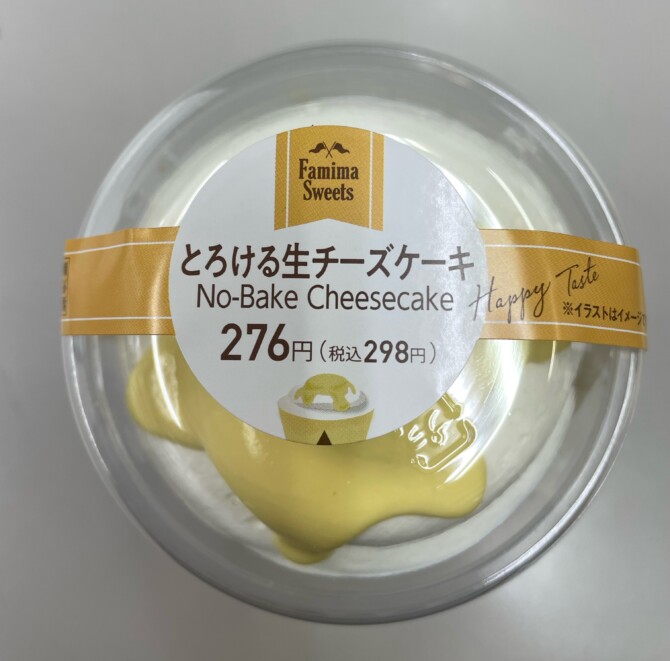 Famima
Sweets
とろける生チーズケーキ
No-Bake Cheesecake
276円(税込298円)
Happy Taste
※イラストはイメージ